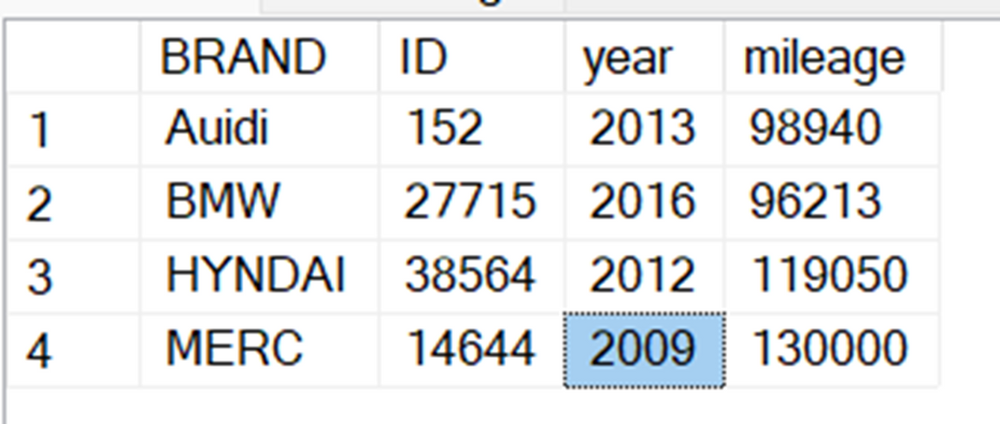 BRAND ID year mileage
1 Auidi 152 2013 98940
2 BMW 27715 2016 96213
3 HYNDAI 38564 2012 119050
4 MERC 14644 2009 130000